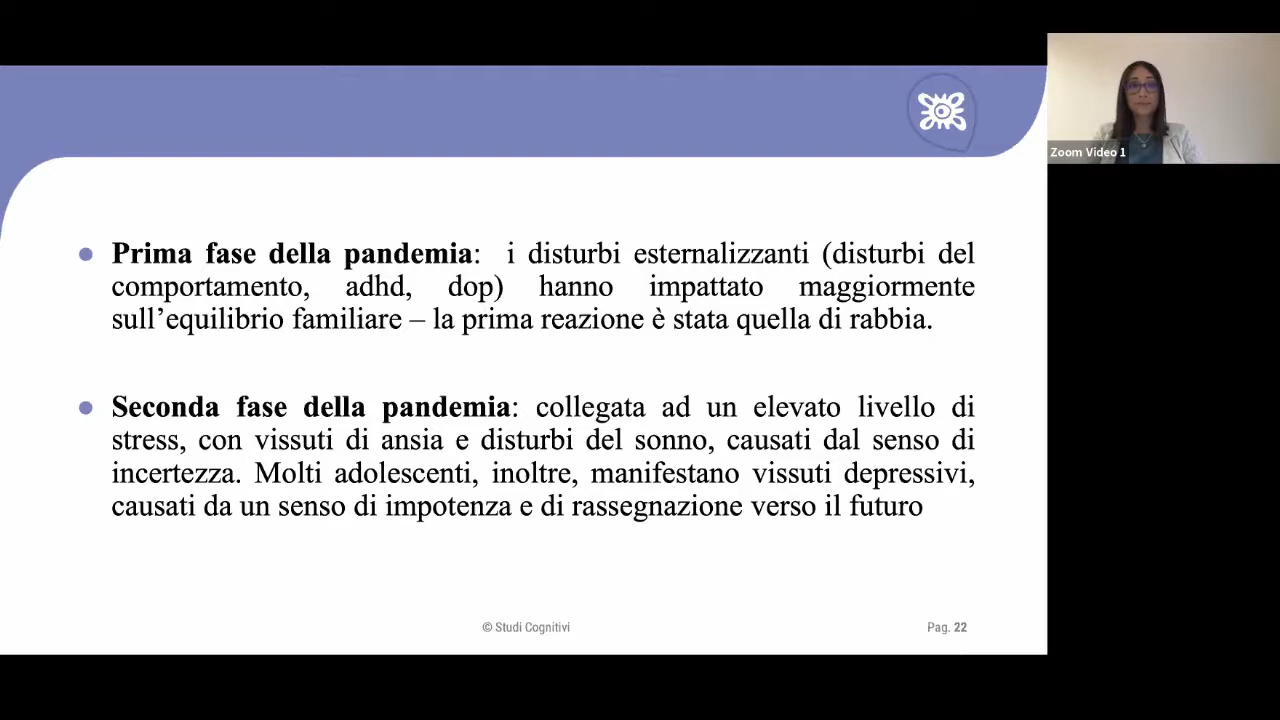 Zoom Video 1
Prima fase della pandemia: i disturbi esternalizzanti (disturbi del
comportamento, adhd, dop) hanno impattato maggiormente
sull’equilibrio familiare – la prima reazione è stata quella di rabbia.
Seconda fase della pandemia: collegata ad un elevato livello di
stress, con vissuti di ansia e disturbi del sonno, causati dal senso di
incertezza. Molti adolescenti, inoltre, manifestano vissuti depressivi,
causati da un senso di impotenza e di rassegnazione verso il futuro
© Studi Cognitivi
Pag. 22